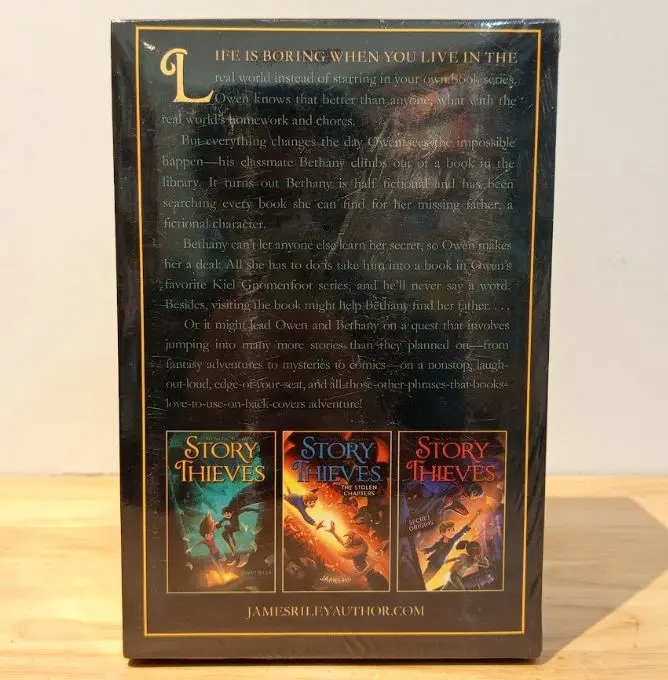 LIFE IS BORING WHEN YOU LIVE IN THE
real world instead of starring in your own book series.
Owen knows that better than anyone, what with the
real world's homework and chores.
But everything changes the day Owen sees the impossible
happen—his classmate Bethany climbs out of a book in the
library. It turns out Bethany is half fictional and has been
searching every book she can find for her missing father, a
fictional character.
Bethany can't let anyone else learn her secret, so Owen makes
her a deal: All she has to do is take him into a book in Owen's
favorite Kiel Gnomenfoot series, and he'll never say a word.
Besides, visiting the book might help Bethany find her father. . . .
Or it might lead Owen and Bethany on a quest that involves
jumping into many more stories than they planned on—from
fantasy adventures to mysteries to comics—on a nonstop, laugh-
out-loud, edge-of-your-seat, and all-those-other-phrases-that-books-
love-to-use-on-back-covers adventure!
STORY
THIEVES
STORY
THIEVES
THE STOLEN
CHAPTERS
STORY
THIEVES
SECRET
ORIGINS
JAMESRILEYAUTHOR.COM